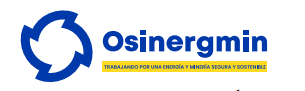 Osinergmin
TRABAJANDO POR UNA ENERGÍA Y MINERÍA SEGURA Y SOSTENIBLE